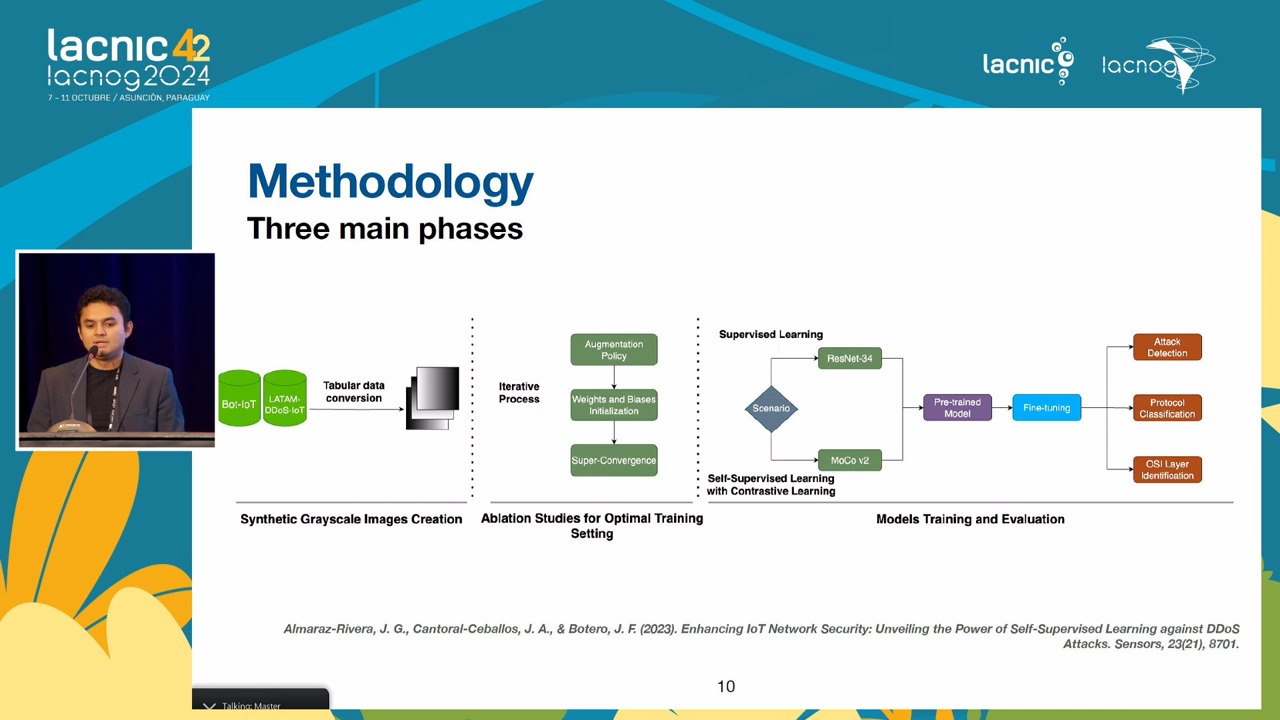 lacnic 42
lacnog2024
7 - 11 OCTUBRE / ASUNCIÓN, PARAGUAY
lacnic
lacnog
Methodology
Three main phases
Bot-IoT
LATAM-
DDoS-IoT
Tabular data
conversion
Iterative
Process
Augmentation
Policy
Weights and Biases
Initialization
Super-Convergence
Supervised Learning
ResNet-34
Scenario
MoCo v2
Self-Supervised Learning
with Contrastive Learning
Pre-trained
Model
Fine-tuning
Attack
Detection
Protocol
Classification
OSI Layer
Identification
Synthetic Grayscale Images Creation
Ablation Studies for Optimal Training
Setting
Models Training and Evaluation
Almaraz-Rivera, J. G., Cantoral-Ceballos, J. A., & Botero, J. F. (2023). Enhancing IoT Network Security: Unveiling the Power of Self-Supervised Learning against DDoS
Attacks. Sensors, 23(21), 8701.
10
Talking: Master